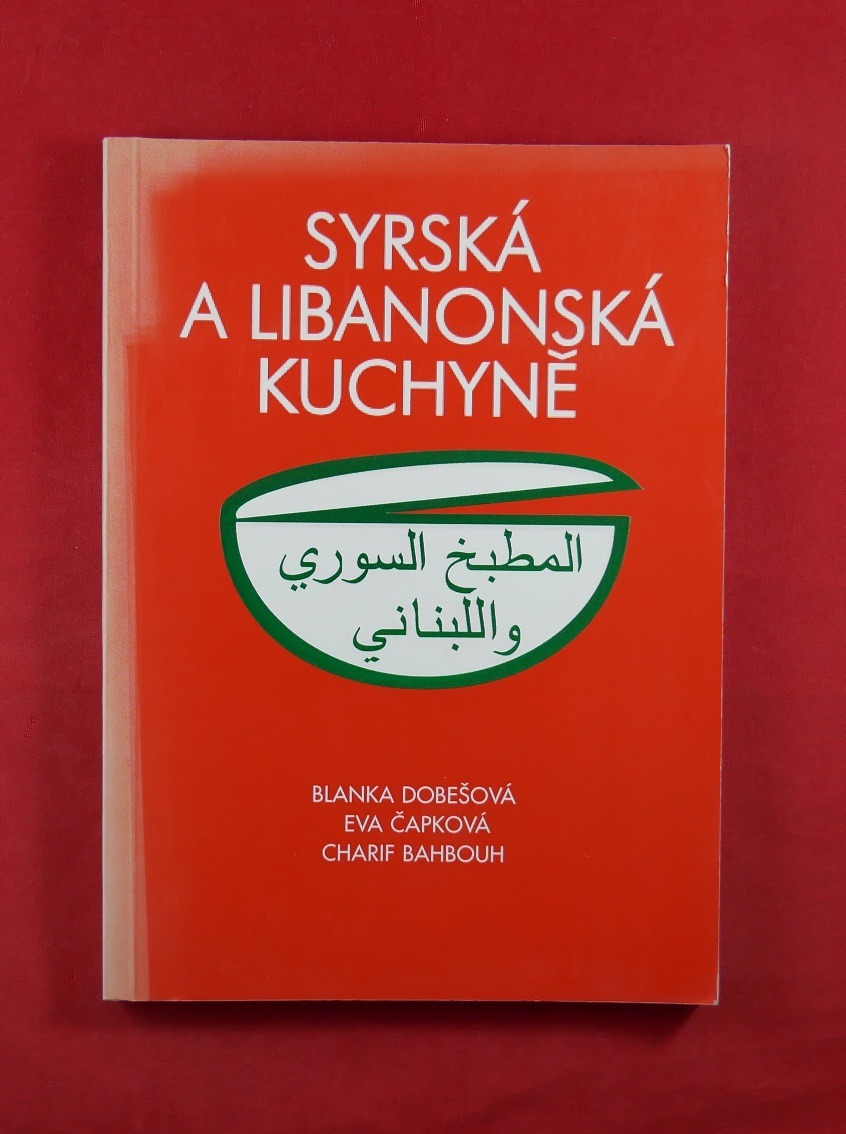 SYRSKÁ
A LIBANONSKÁ
KUCHYNĚ
المطبخ السوري
واللبناني
BLANKA DOBEŠOVÁ
EVA ČAPKOVÁ
CHARIF BAHBOUH